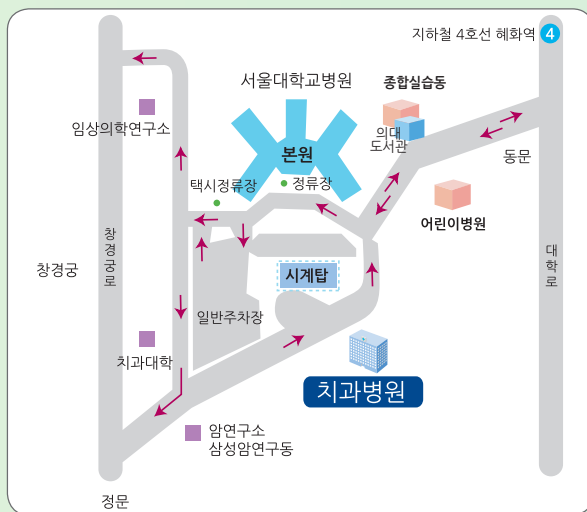 지하철 4호선 혜화역 4
서울대학교병원
종합실습동
임상의학연구소
의대
도서관
본원
동문
택시정류장
정류장
어린이병원
창경궁로
대학로
창경궁
시계탑
일반주차장
치과대학
치과병원
암연구소
삼성암연구동
정문